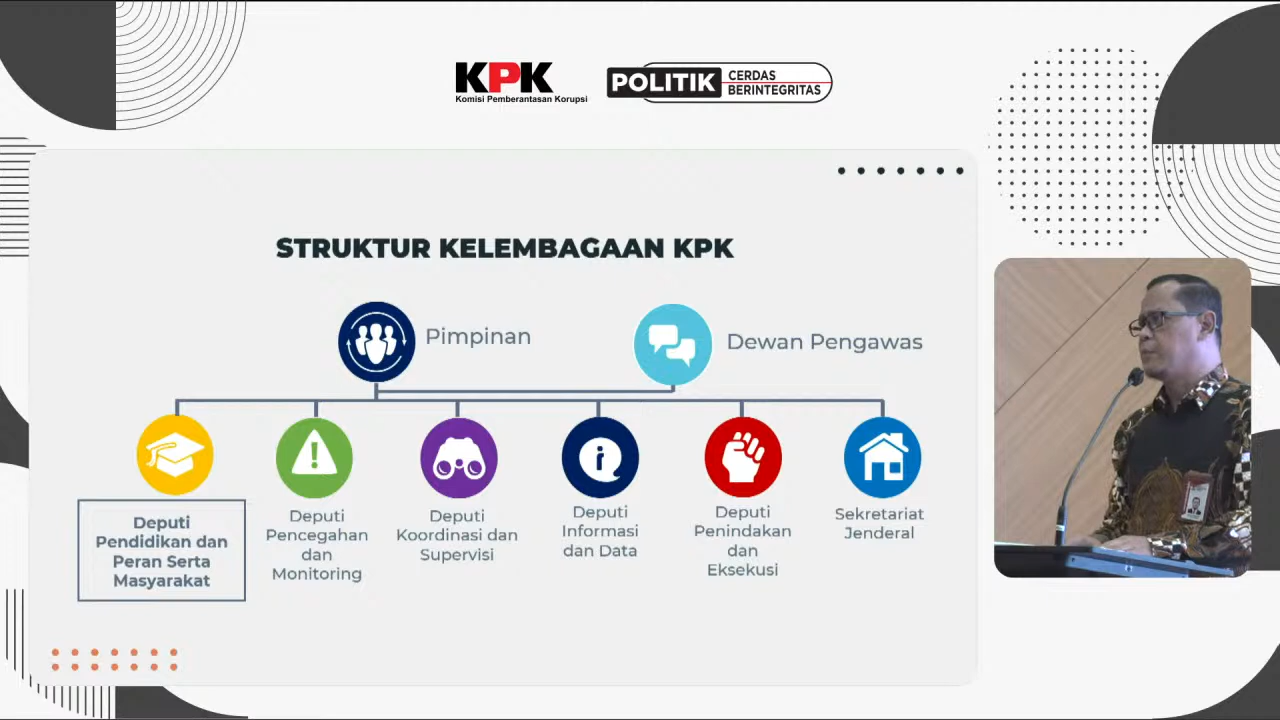 KPK
Komisi Pemberantasan Korupsi
POLITIK
CERDAS
BERINTEGRITAS
STRUKTUR KELEMBAGAAN KPK
Pimpinan
Dewan Pengawas
Deputi
Pendidikan dan
Peran Serta
Masyarakat
Deputi
Pencegahan
dan
Monitoring
Deputi
Koordinasi dan
Supervisi
Deputi
Informasi
dan Data
Deputi
Penindakan
dan
Eksekusi
Sekretariat
Jenderal